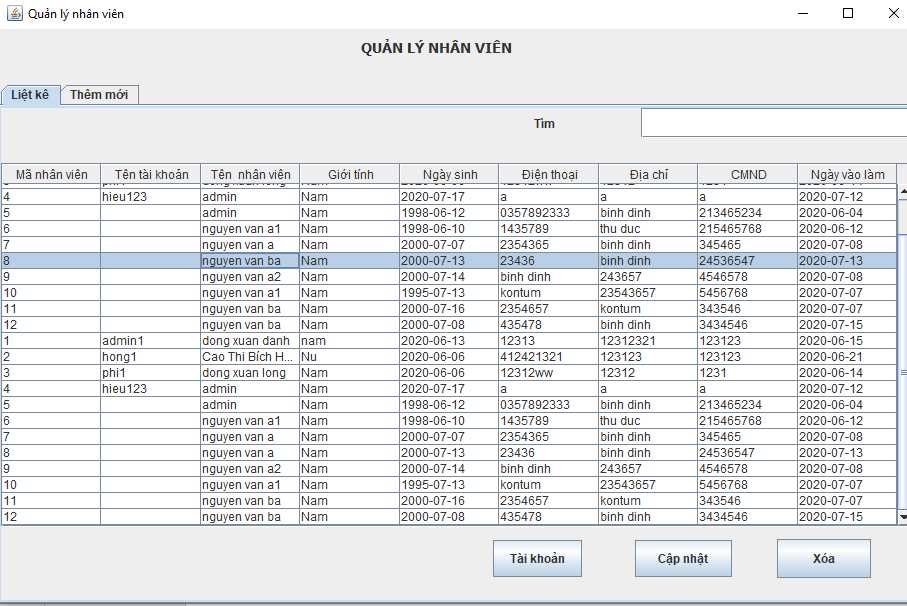 Quản lý nhân viên
QUẢN LÝ NHÂN VIÊN
Liệt kê Thêm mới
Tìm
Mã nhân viên Tên tài khoản Tên nhân viên Giới tính Ngày sinh Điện thoại Địa chỉ CMND Ngày vào làm
4 hieu123 admin Nam 2020-07-17 a a a 2020-07-12
5 admin Nam 1998-06-12 0357892333 binh dinh 213465234 2020-06-04
6 nguyen van a1 Nam 1998-06-10 1435789 thu duc 215465768 2020-06-12
7 nguyen van a Nam 2000-07-07 2354365 binh dinh 345465 2020-07-08
8 nguyen van ba Nam 2000-07-13 23436 binh dinh 24536547 2020-07-13
9 nguyen van a2 Nam 2000-07-14 binh dinh 243657 4546578 2020-07-08
10 nguyen van a1 Nam 1995-07-13 kontum 23543657 5456768 2020-07-07
11 nguyen van ba Nam 2000-07-16 2354657 kontum 343546 2020-07-07
12 nguyen van ba Nam 2000-07-08 435478 binh dinh 3434546 2020-07-15
1 admin1 dong xuan danh nam 2020-06-13 12313 12312321 123123 2020-06-15
2 hong1 Cao Thi Bích H... Nu 2020-06-06 412421321 123123 123123 2020-06-21
3 phi1 dong xuan long Nam 2020-06-06 12312ww 12312 1231 2020-06-14
4 hieu123 admin Nam 2020-07-17 a a a 2020-07-12
5 admin Nam 1998-06-12 0357892333 binh dinh 213465234 2020-06-04
6 nguyen van a1 Nam 1998-06-10 1435789 thu duc 215465768 2020-06-12
7 nguyen van a Nam 2000-07-07 2354365 binh dinh 345465 2020-07-08
8 nguyen van a Nam 2000-07-13 23436 binh dinh 24536547 2020-07-13
9 nguyen van a2 Nam 2000-07-14 binh dinh 243657 4546578 2020-07-08
10 nguyen van a1 Nam 1995-07-13 kontum 23543657 5456768 2020-07-07
11 nguyen van ba Nam 2000-07-16 2354657 kontum 343546 2020-07-07
12 nguyen van ba Nam 2000-07-08 435478 binh dinh 3434546 2020-07-15
Tài khoản Cập nhật Xóa